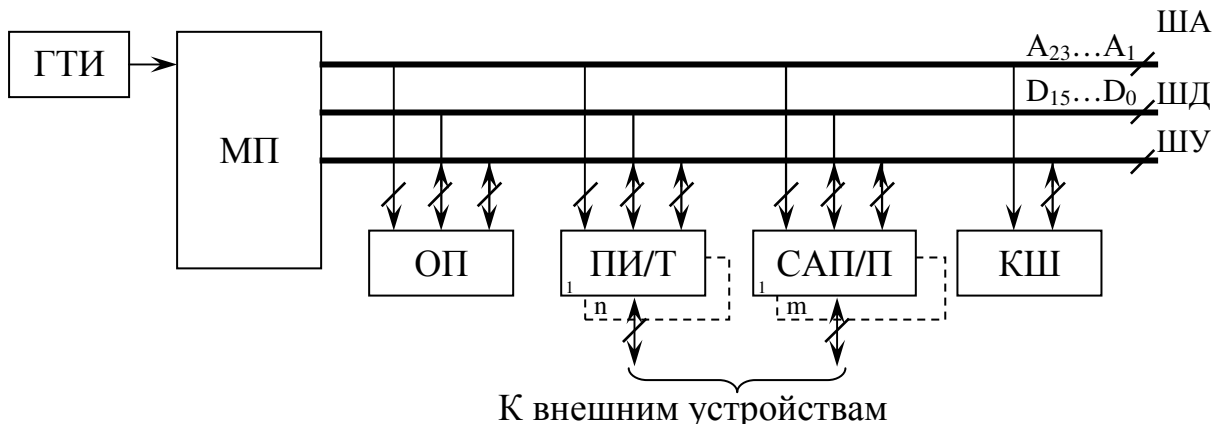 ША
ГТИ
A23…A1
D15…D0
ШД
МП
ШУ
ОП
ПИ/Т
САП/П
КШ
1
1
n
m
К внешним устройствам